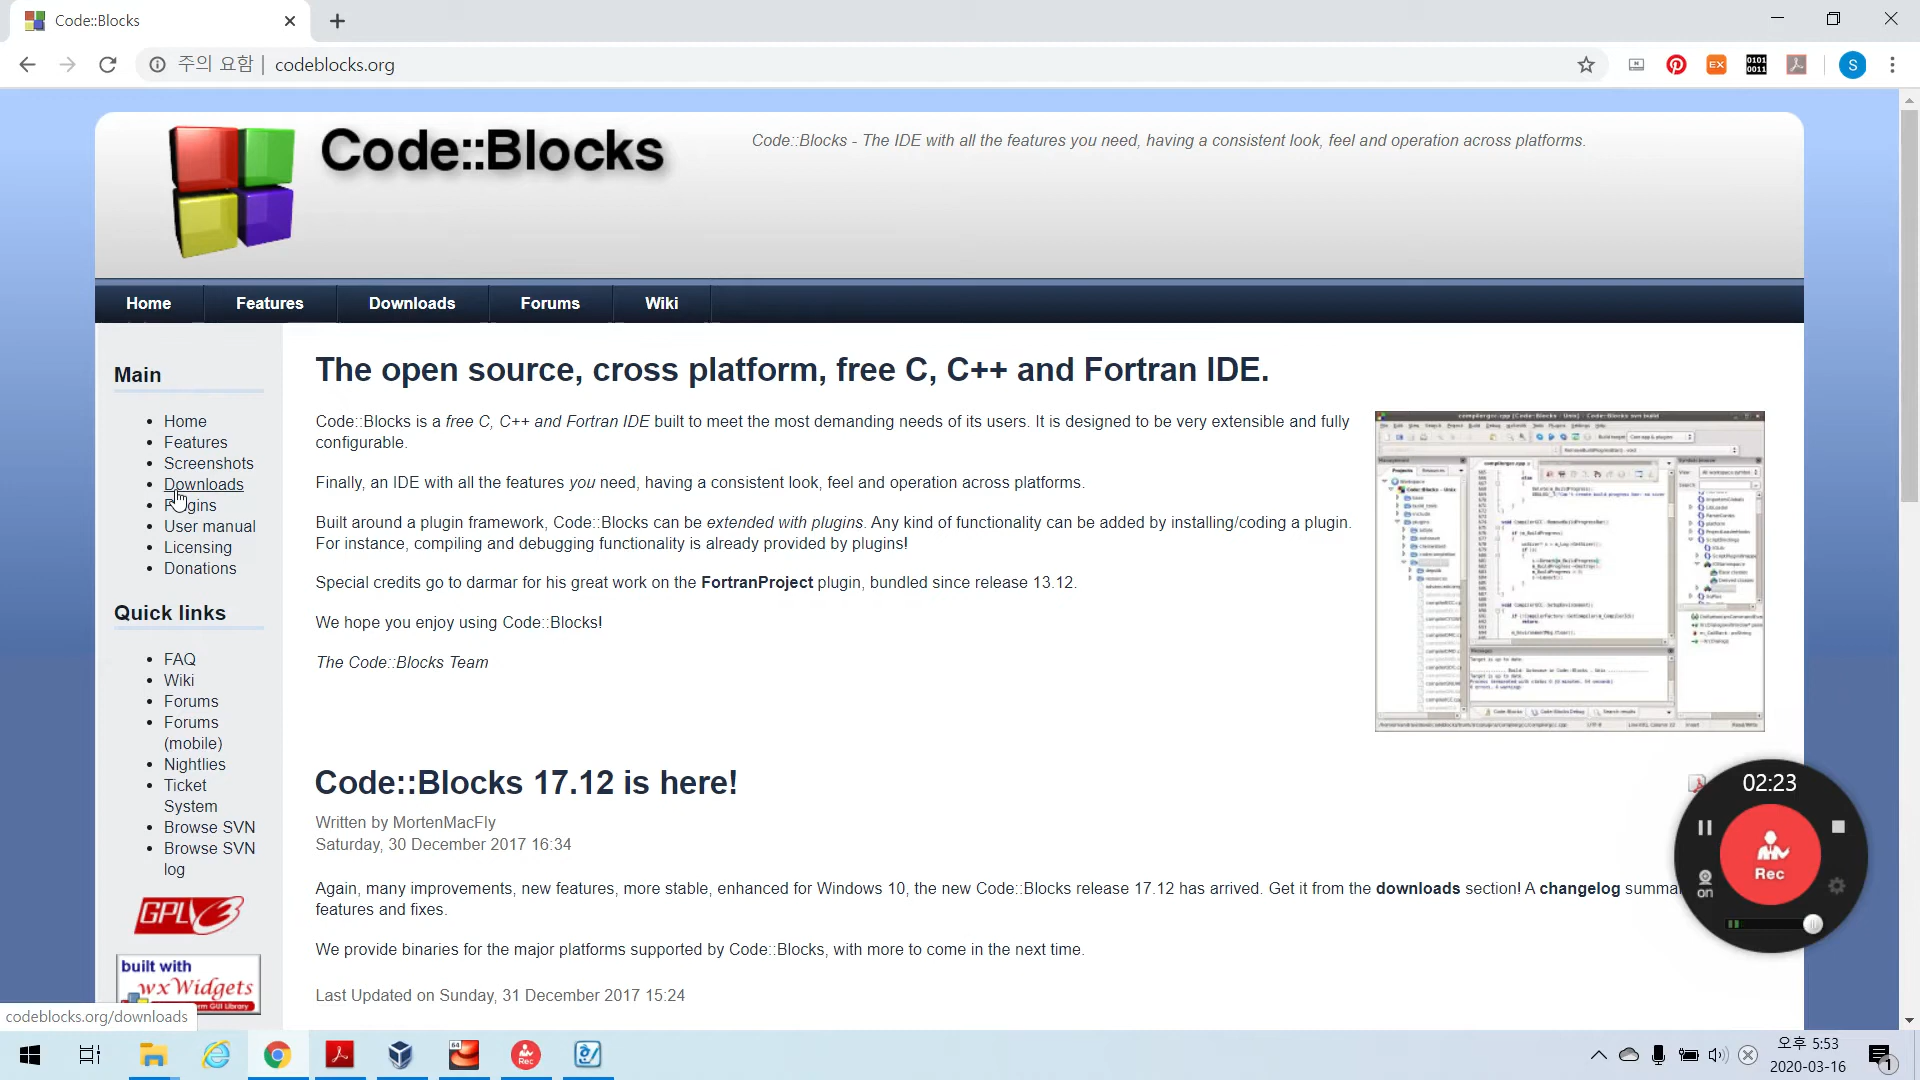 Code::Blocks
주의 요함 | codeblocks.org
EX
0101
0011
S
Code::Blocks
Code::Blocks - The IDE with all the features you need, having a consistent look, feel and operation across platforms.
Home Features Downloads Forums Wiki
Main
Home
Features
Screenshots
Downloads
Plugins
User manual
Licensing
Donations
Quick links
FAQ
Wiki
Forums
Forums
(mobile)
Nightlies
Ticket
System
Browse SVN
Browse SVN
log
GPLv3
built with
wxWidgets
The open source, cross platform, free C, C++ and Fortran IDE.
Code::Blocks is a free C, C++ and Fortran IDE built to meet the most demanding needs of its users. It is designed to be very extensible and fully
configurable.
Finally, an IDE with all the features you need, having a consistent look, feel and operation across platforms.
Built around a plugin framework, Code::Blocks can be extended with plugins. Any kind of functionality can be added by installing/coding a plugin.
For instance, compiling and debugging functionality is already provided by plugins!
Special credits go to darmar for his great work on the FortranProject plugin, bundled since release 13.12.
We hope you enjoy using Code::Blocks!
The Code::Blocks Team
Code::Blocks 17.12 is here!
Written by MortenMacFly
Saturday, 30 December 2017 16:34
Again, many improvements, new features, more stable, enhanced for Windows 10, the new Code::Blocks release 17.12 has arrived. Get it from the downloads section! A changelog
features and fixes.
We provide binaries for the major platforms supported by Code::Blocks, with more to come in the next time.
Last Updated on Sunday, 31 December 2017 15:24
02:23
Rec
on
codeblocks.org/downloads
64
Rec
오후 5:53
2020-03-16
1